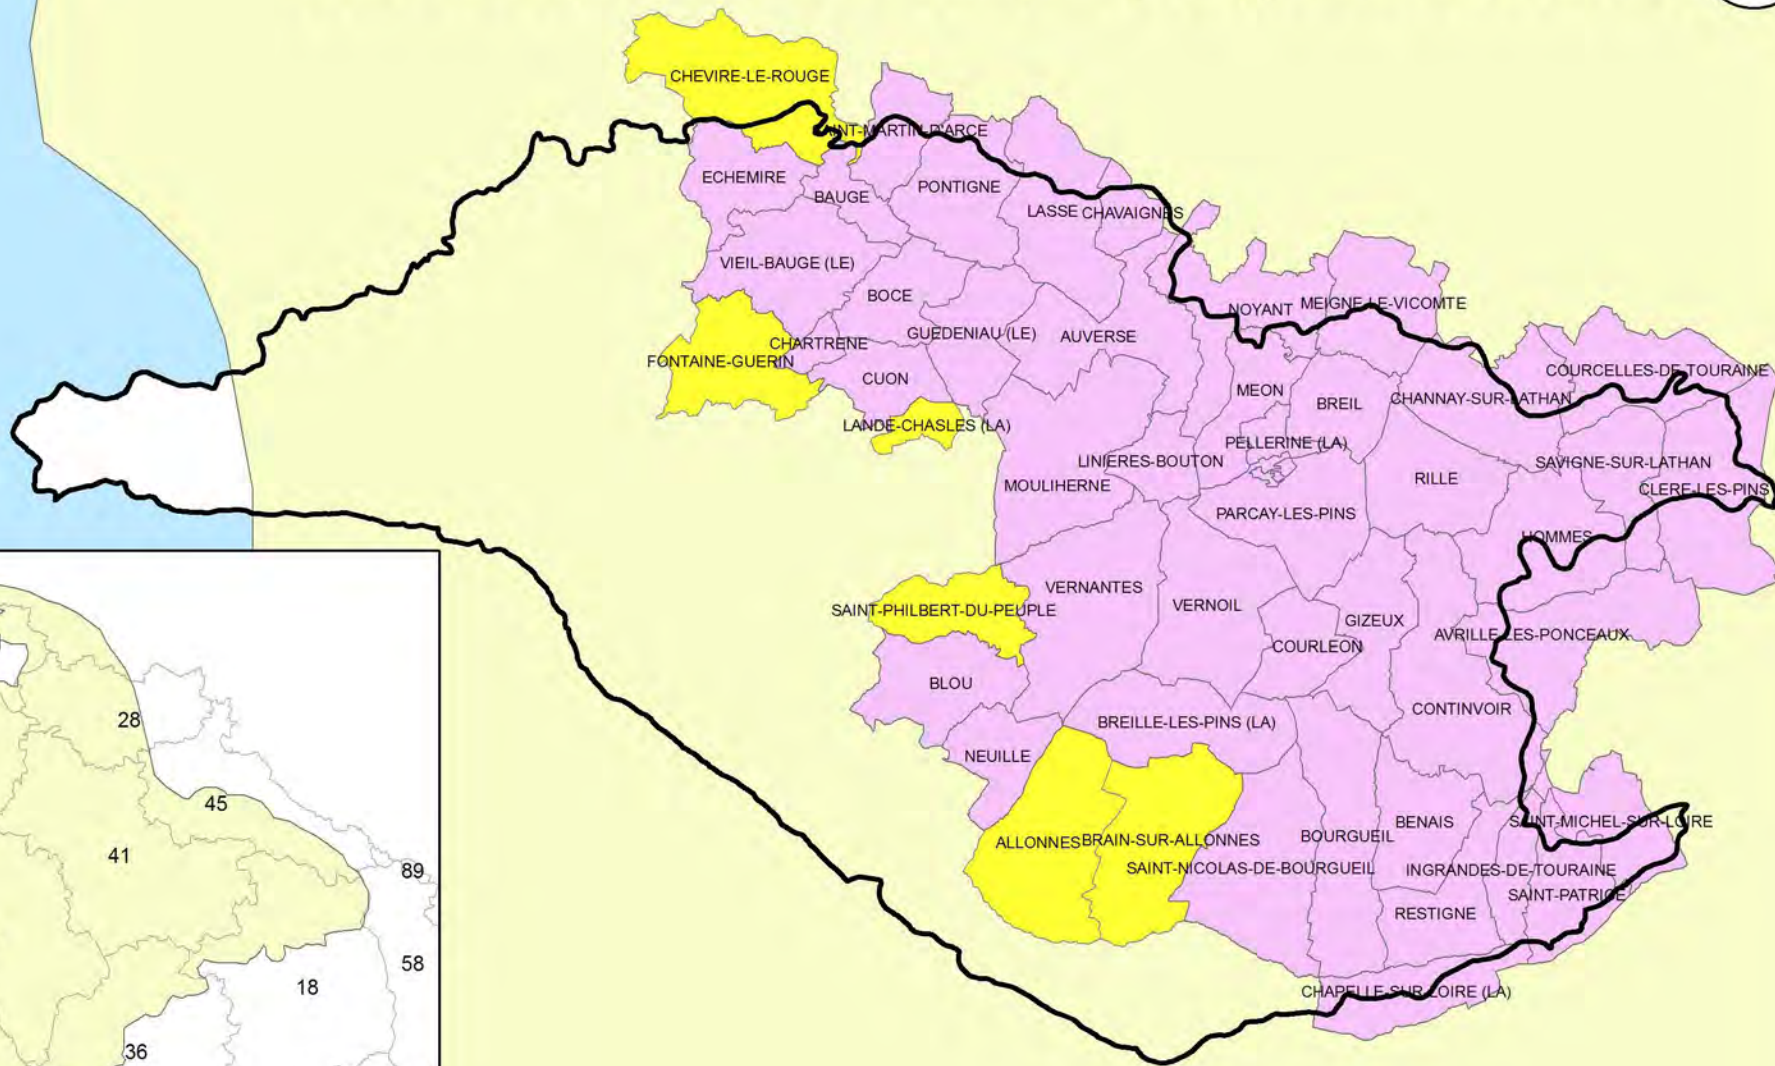 CHEVIRE-LE-ROUGE
SAINT-MARTIN-D'ARCE
ECHEMIRE
BAUGE
PONTIGNE
LASSE
CHAVAIGNES
VIEIL-BAUGE (LE)
BOCE
NOYANT
MEIGNE-LE-VICOMTE
GUEDENIAU (LE)
AUVERSE
CHARTRENE
FONTAINE-GUERIN
CUON
COURCELLES-DE-TOURAINE
MEON
BREIL
CHANNAY-SUR-LATHAN
LANDE-CHASLES (LA)
PELLERINE (LA)
LINIERES-BOUTON
SAVIGNE-SUR-LATHAN
RILLE
MOULIHERNE
CLERE-LES-PINS
PARCAY-LES-PINS
HOMMES
VERNANTES
SAINT-PHILBERT-DU-PEUPLE
VERNOIL
GIZEUX
AVRILLE-LES-PONCEAUX
COURLEON
BLOU
CONTINVOIR
BREILLE-LES-PINS (LA)
NEUILLE
BENAIS
SAINT-MICHEL-SUR-LOIRE
BOURGUEIL
ALLONNES
BRAIN-SUR-ALLONNES
SAINT-NICOLAS-DE-BOURGUEIL
INGRANDES-DE-TOURAINE
SAINT-PATRICE
RESTIGNE
CHAPELLE-SUR-LOIRE (LA)
28
45
41
89
58
18
36